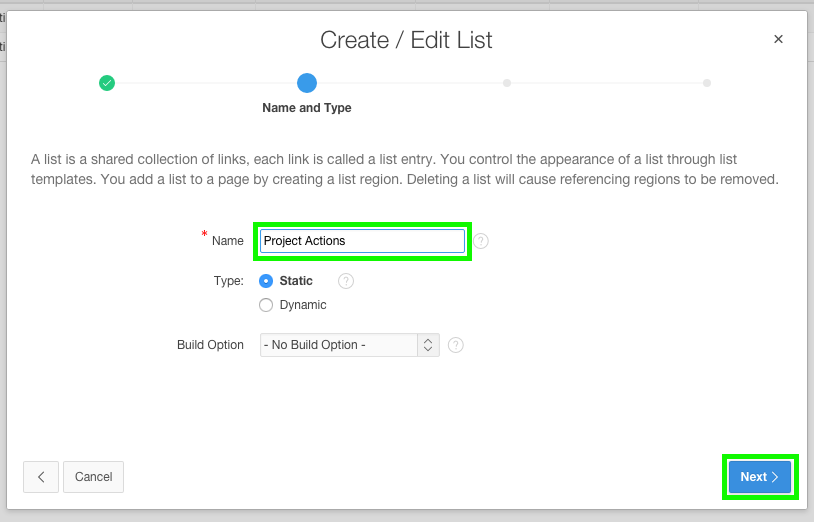 Create / Edit List
Name and Type
A list is a shared collection of links, each link is called a list entry. You control the appearance of a list through list
templates. You add a list to a page by creating a list region. Deleting a list will cause referencing regions to be removed.
* Name Project Actions ?
Type: Static ?
Dynamic
Build Option - No Build Option - ?
Cancel
Next